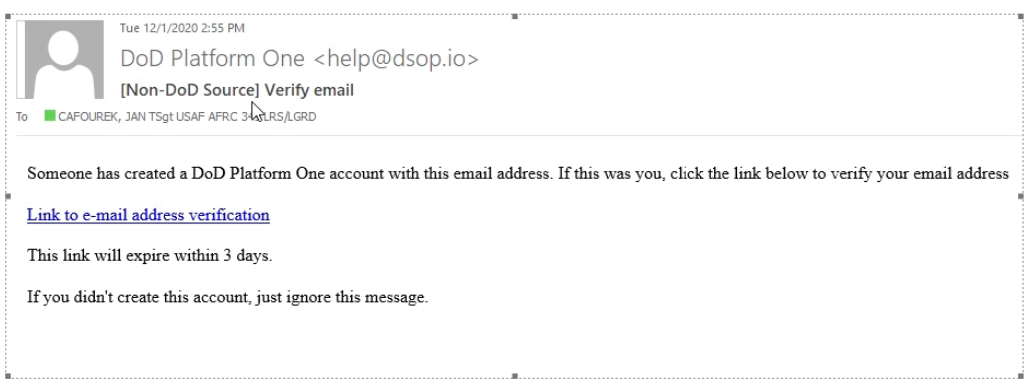 Tue 12/1/2020 2:55 PM
DoD Platform One <help@dsop.io>
[Non-DoD Source] Verify email
To CAFOUREK, JAN TSgt USAF AFRC LRS/LGRD
Someone has created a DoD Platform One account with this email address. If this was you, click the link below to verify your email address
Link to e-mail address verification
This link will expire within 3 days.
If you didn't create this account, just ignore this message.